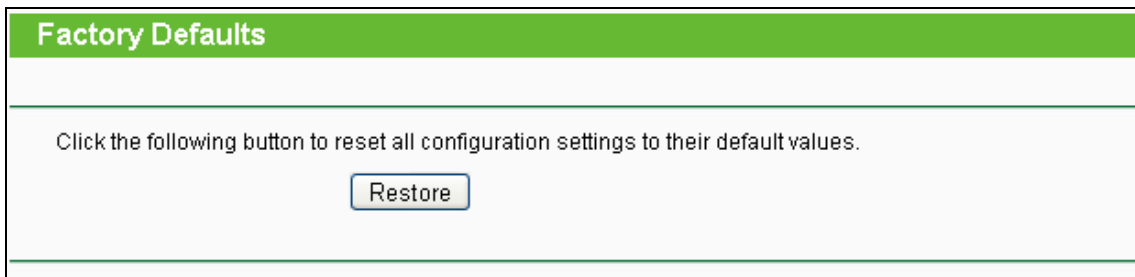 Factory Defaults
Click the following button to reset all configuration settings to their default values.
Restore